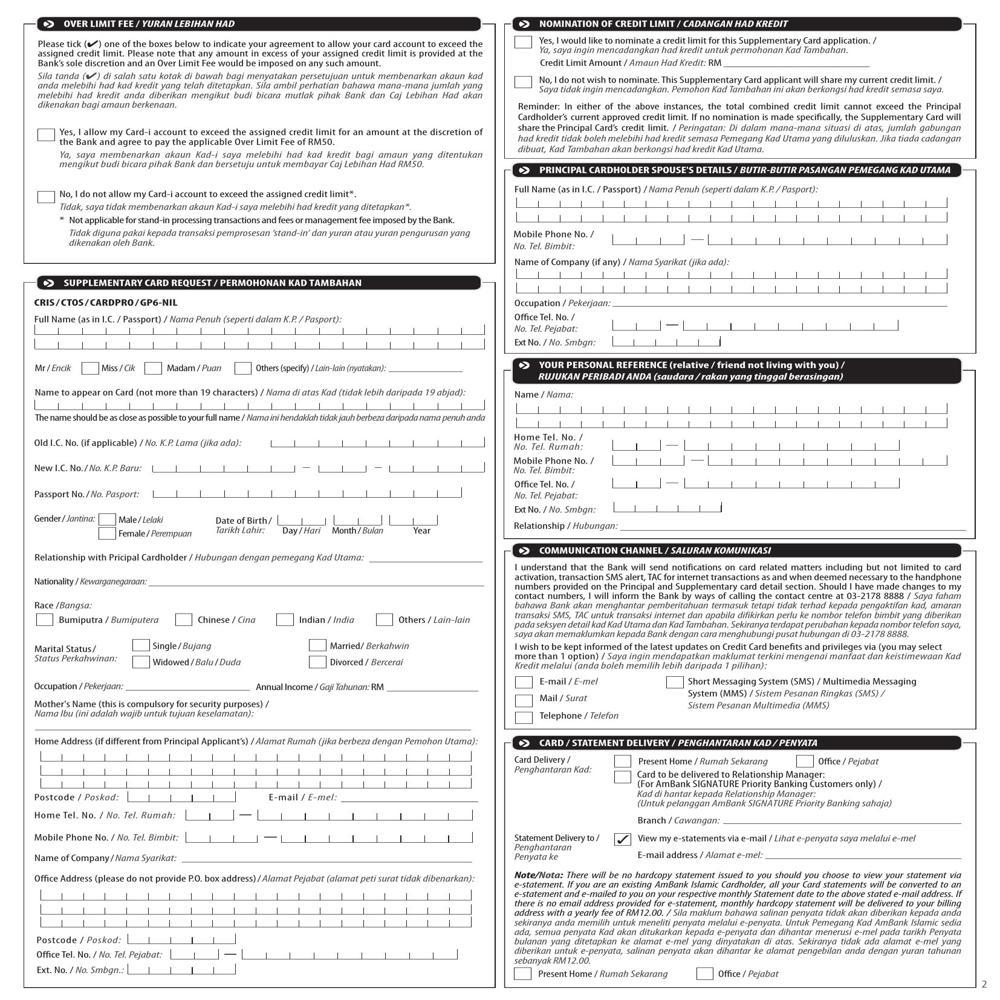 OVER LIMIT FEE / YURAN LEBIHAN HAD
Please tick (✔) one of the boxes below to indicate your agreement to allow your card account to exceed the
assigned credit limit. Please note that any amount in excess of your assigned credit limit is provided at the
Bank's sole discretion and an Over Limit Fee would be imposed on any such amount.
Sila tanda (✔) di salah satu kotak di bawah bagi menyatakan persetujuan untuk membenarkan akaun kad
anda melebihi had kad kredit yang telah ditetapkan. Sila ambil perhatian bahawa mana-mana jumlah yang
melebihi had kredit anda diberikan mengikut budi bicara mutlak pihak Bank dan Caj Lebihan Had akan
dikenakan bagi amaun berkenaan.
Yes, I allow my Card-i account to exceed the assigned credit limit for an amount at the discretion of
the Bank and agree to pay the applicable Over Limit Fee of RM50.
Ya, saya membenarkan akaun Kad-i saya melebihi had kad kredit bagi amaun yang ditentukan
mengikut budi bicara pihak Bank dan bersetuju untuk membayar Caj Lebihan Had RM50.
No, I do not allow my Card-i account to exceed the assigned credit limit*.
Tidak, saya tidak membenarkan akaun Kad-i saya melebihi had kredit yang ditetapkan*.
* Not applicable for stand-in processing transactions and fees or management fee imposed by the Bank.
Tidak diguna pakai kepada transaksi pemprosesan 'stand-in' dan yuran atau yuran pengurusan yang
dikenakan oleh Bank.
SUPPLEMENTARY CARD REQUEST / PERMOHONAN KAD TAMBAHAN
CRIS/CTOS/CARDPRO/GP6-NIL
Full Name (as in I.C. / Passport) / Nama Penuh (seperti dalam K.P. / Pasport):
Mr / Encik Miss / Cik Madam / Puan Others (specify) / Lain-lain (nyatakan):
Name to appear on Card (not more than 19 characters) / Nama di atas Kad (tidak lebih daripada 19 abjad):
The name should be as close as possible to your full name / Nama ini hendaklah tidak jauh berbeza daripada nama penuh anda
Old I.C. No. (if applicable) / No. K.P. Lama (jika ada):
New I.C. No. / No. K.P. Baru:
Passport No. / No. Pasport:
Gender / Jantina: Male / Lelaki Date of Birth /
Female / Perempuan Tarikh Lahir: Day / Hari Month / Bulan Year
Relationship with Pricipal Cardholder / Hubungan dengan pemegang Kad Utama:
Nationality / Kewarganegaraan:
Race /Bangsa:
Bumiputra / Bumiputera Chinese / Cina Indian / India Others / Lain-lain
Marital Status / Single / Bujang Married/ Berkahwin
Status Perkahwinan: Widowed / Balu / Duda Divorced / Bercerai
Occupation / Pekerjaan: Annual Income / Gaji Tahunan: RM
Mother's Name (this is compulsory for security purposes) /
Nama Ibu (ini adalah wajib untuk tujuan keselamatan):
Home Address (if different from Principal Applicant's) / Alamat Rumah (jika berbeza dengan Pemohon Utama):
Postcode / Poskod: E-mail / E-mel:
Home Tel. No. / No. Tel. Rumah:
Mobile Phone No. / No. Tel. Bimbit:
Name of Company / Nama Syarikat:
Office Address (please do not provide P.O. box address) / Alamat Pejabat (alamat peti surat tidak dibenarkan):
Postcode / Poskod:
Office Tel. No. / No. Tel. Pejabat:
Ext. No. / No. Smbgn.:
NOMINATION OF CREDIT LIMIT / CADANGAN HAD KREDIT
Yes, I would like to nominate a credit limit for this Supplementary Card application. /
Ya, saya ingin mencadangkan had kredit untuk permohonan Kad Tambahan.
Credit Limit Amount / Amaun Had Kredit: RM
No, I do not wish to nominate. This Supplementary Card applicant will share my current credit limit. /
Saya tidak ingin mencadangkan. Pemohon Kad Tambahan ini akan berkongsi had kredit semasa saya.
Reminder: In either of the above instances, the total combined credit limit cannot exceed the Principal
Cardholder's current approved credit limit. If no nomination is made specifically, the Supplementary Card will
share the Principal Card's credit limit. / Peringatan: Di dalam mana-mana situasi di atas, jumlah gabungan
had kredit tidak boleh melebihi had kredit semasa Pemegang Kad Utama yang diluluskan. Jika tiada cadangan
dibuat, Kad Tambahan akan berkongsi had kredit Kad Utama.
PRINCIPAL CARDHOLDER SPOUSE'S DETAILS / BUTIR-BUTIR PASANGAN PEMEGANG KAD UTAMA
Full Name (as in I.C. / Passport) / Nama Penuh (seperti dalam K.P. / Pasport):
Mobile Phone No. /
No. Tel. Bimbit:
Name of Company (if any) / Nama Syarikat (jika ada):
Occupation / Pekerjaan:
Office Tel. No. /
No. Tel. Pejabat:
Ext No. / No. Smbgn:
YOUR PERSONAL REFERENCE (relative / friend not living with you) /
RUJUKAN PERIBADI ANDA (saudara / rakan yang tinggal berasingan)
Name / Nama:
Home Tel. No. /
No. Tel. Rumah:
Mobile Phone No. /
No. Tel. Bimbit:
Office Tel. No. /
No. Tel. Pejabat:
Ext No. / No. Smbgn:
Relationship / Hubungan:
COMMUNICATION CHANNEL / SALURAN KOMUNIKASI
I understand that the Bank will send notifications on card related matters including but not limited to card
activation, transaction SMS alert, TAC for internet transactions as and when deemed necessary to the handphone
numbers provided on the Principal and Supplementary card detail section. Should I have made changes to my
contact numbers, I will inform the Bank by ways of calling the contact centre at 03-2178 8888 / Saya faham
bahawa Bank akan menghantar pemberitahuan termasuk tetapi tidak terhad kepada pengaktifan kad, amaran
transaksi SMS, TAC untuk transaksi internet dan apabila difikirkan perlu ke nombor telefon bimbit yang diberikan
pada seksyen detail kad Kad Utama dan Kad Tambahan. Sekiranya terdapat perubahan kepada nombor telefon saya,
saya akan memaklumkan kepada Bank dengan cara menghubungi pusat hubungan di 03-2178 8888.
I wish to be kept informed of the latest updates on Credit Card benefits and privileges via (you may select
more than 1 option) / Saya ingin mendapatkan maklumat terkini mengenai manfaat dan keistimewaan Kad
Kredit melalui (anda boleh memilih lebih daripada 1 pilihan):
E-mail / E-mel Short Messaging System (SMS) / Multimedia Messaging
Mail / Surat System (MMS) / Sistem Pesanan Ringkas (SMS) /
Telephone / Telefon Sistem Pesanan Multimedia (MMS)
CARD / STATEMENT DELIVERY / PENGHANTARAN KAD / PENYATA
Card Delivery / Present Home / Rumah Sekarang Office / Pejabat
Penghantaran Kad: Card to be delivered to Relationship Manager:
(For AmBank SIGNATURE Priority Banking Customers only) /
Kad di hantar kepada Relationship Manager:
(Untuk pelanggan AmBank SIGNATURE Priority Banking sahaja)
Branch / Cawangan:
Statement Delivery to / ✔ View my e-statements via e-mail / Lihat e-penyata saya melalui e-mel
Penghantaran
Penyata ke E-mail address / Alamat e-mel:
Note/Nota: There will be no hardcopy statement issued to you should you choose to view your statement via
e-statement. If you are an existing AmBank Islamic Cardholder, all your Card statements will be converted to an
e-statement and e-mailed to you on your respective monthly Statement date to the above stated e-mail address. If
there is no email address provided for e-statement, monthly hardcopy statement will be delivered to your billing
address with a yearly fee of RM12.00. / Sila maklum bahawa salinan penyata tidak akan diberikan kepada anda
sekiranya anda memilih untuk meneliti penyata melalui e-penyata. Untuk Pemegang Kad AmBank Islamic sedia
ada, semua penyata Kad akan ditukarkan kepada e-penyata dan dihantar menerusi e-mel pada tarikh Penyata
bulanan yang ditetapkan ke alamat e-mel yang dinyatakan di atas. Sekiranya tidak ada alamat e-mel yang
diberikan untuk e-penyata, salinan penyata akan dihantar ke alamat pengebilan anda dengan yuran tahunan
sebanyak RM12.00.
Present Home / Rumah Sekarang Office / Pejabat
2